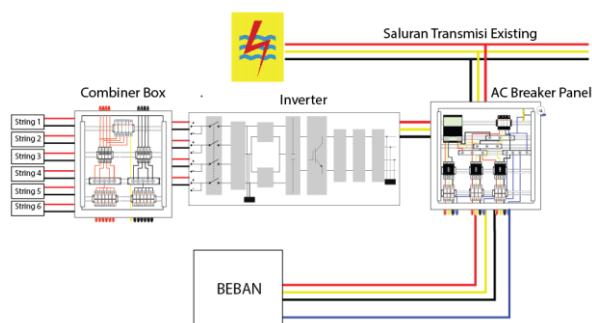 Saluran Transmisi Existing
Combiner Box
Inverter
AC Breaker Panel
String 1
String 2
String 3
String 4
String 5
String 6
BEBAN